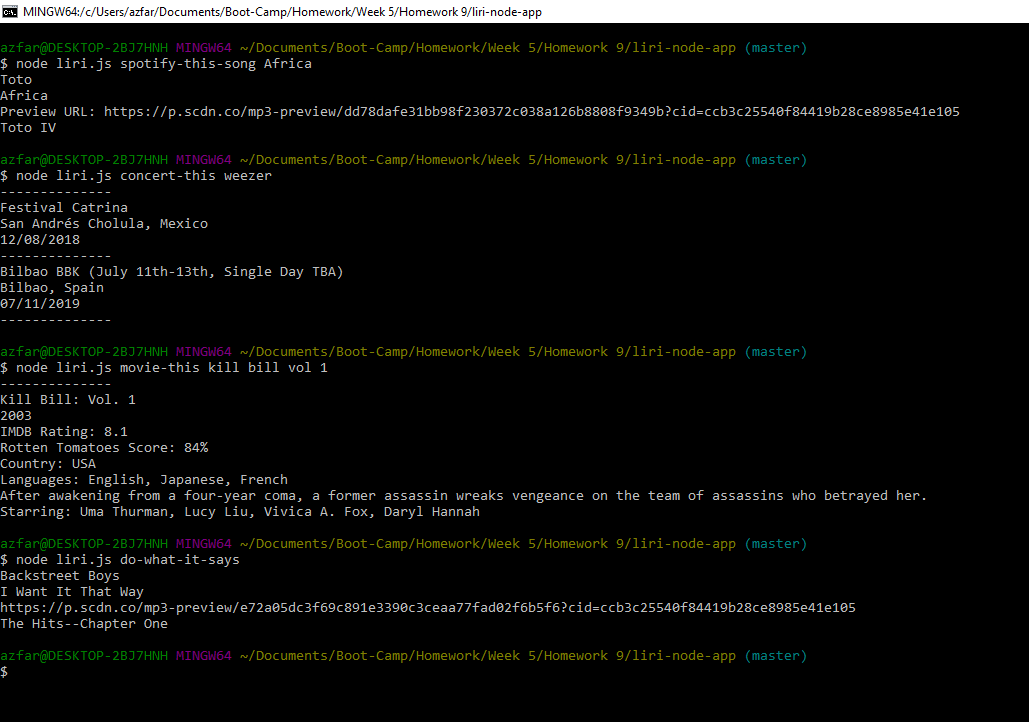 MINGW64:/c/Users/azfar/Documents/Boot-Camp/Homework/Week 5/Homework 9/liri-node-app
azfar@DESKTOP-2BJ7HNH MINGW64 ~/Documents/Boot-Camp/Homework/Week 5/Homework 9/liri-node-app (master)
$ node liri.js spotify-this-song Africa
Toto
Africa
Preview URL: https://p.scdn.co/mp3-preview/dd78dafe31bb98f230372c038a126b8808f9349b?cid=ccb3c25540f84419b28ce8985e41e105
Toto IV
azfar@DESKTOP-2BJ7HNH MINGW64 ~/Documents/Boot-Camp/Homework/Week 5/Homework 9/liri-node-app (master)
$ node liri.js concert-this weezer
--------------
Festival Catrina
San Andrés Cholula, Mexico
12/08/2018
--------------
Bilbao BBK (July 11th-13th, Single Day TBA)
Bilbao, Spain
07/11/2019
--------------
azfar@DESKTOP-2BJ7HNH MINGW64 ~/Documents/Boot-Camp/Homework/Week 5/Homework 9/liri-node-app (master)
$ node liri.js movie-this kill bill vol 1
--------------
Kill Bill: Vol. 1
2003
IMDB Rating: 8.1
Rotten Tomatoes Score: 84%
Country: USA
Languages: English, Japanese, French
After awakening from a four-year coma, a former assassin wreaks vengeance on the team of assassins who betrayed her.
Starring: Uma Thurman, Lucy Liu, Vivica A. Fox, Daryl Hannah
azfar@DESKTOP-2BJ7HNH MINGW64 ~/Documents/Boot-Camp/Homework/Week 5/Homework 9/liri-node-app (master)
$ node liri.js do-what-it-says
Backstreet Boys
I Want It That Way
https://p.scdn.co/mp3-preview/e72a05dc3f69c891e3390c3ceaa77fad02f6b5f6?cid=ccb3c25540f84419b28ce8985e41e105
The Hits--Chapter One
azfar@DESKTOP-2BJ7HNH MINGW64 ~/Documents/Boot-Camp/Homework/Week 5/Homework 9/liri-node-app (master)
$